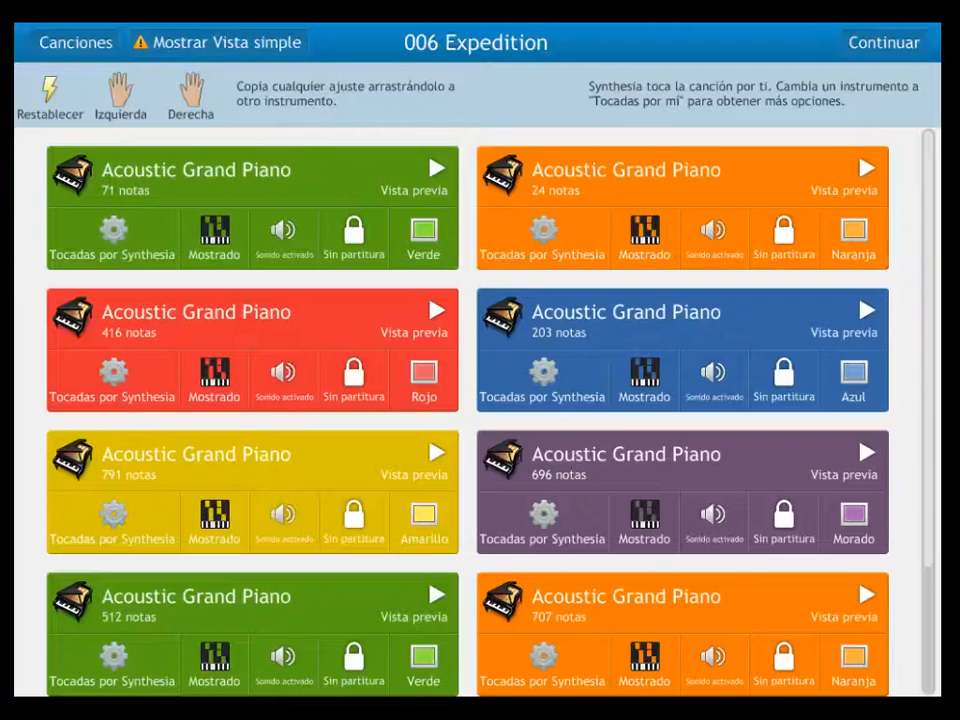 Canciones
Mostrar Vista simple
006 Expedition
Continuar
Restablecer
Izquierda
Derecha
Copia cualquier ajuste arrastrándolo a
otro instrumento.
Synthesia toca la canción por ti. Cambia un instrumento a
"Tocadas por mí" para obtener más opciones.
Acoustic Grand Piano
71 notas
Vista previa
Tocadas por Synthesia
Mostrado
Sonido activado
Sin partitura
Verde
Acoustic Grand Piano
24 notas
Vista previa
Tocadas por Synthesia
Mostrado
Sonido activado
Sin partitura
Naranja
Acoustic Grand Piano
416 notas
Vista previa
Tocadas por Synthesia
Mostrado
Sonido activado
Sin partitura
Rojo
Acoustic Grand Piano
203 notas
Vista previa
Tocadas por Synthesia
Mostrado
Sonido activado
Sin partitura
Azul
Acoustic Grand Piano
791 notas
Vista previa
Tocadas por Synthesia
Mostrado
Sonido activado
Sin partitura
Amarillo
Acoustic Grand Piano
696 notas
Vista previa
Tocadas por Synthesia
Mostrado
Sonido activado
Sin partitura
Morado
Acoustic Grand Piano
512 notas
Vista previa
Tocadas por Synthesia
Mostrado
Sonido activado
Sin partitura
Verde
Acoustic Grand Piano
707 notas
Vista previa
Tocadas por Synthesia
Mostrado
Sonido activado
Sin partitura
Naranja